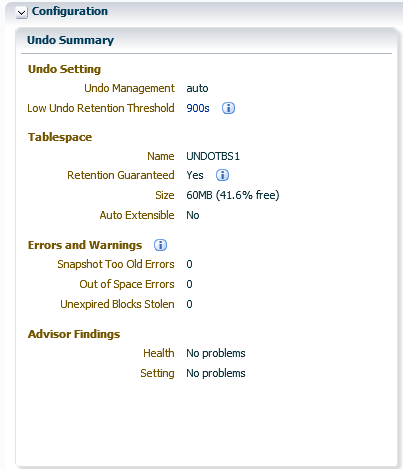 Configuration
Undo Summary
Undo Setting
Undo Management auto
Low Undo Retention Threshold 900s
Tablespace
Name UNDOTBS1
Retention Guaranteed Yes
Size 60MB (41.6% free)
Auto Extensible No
Errors and Warnings
Snapshot Too Old Errors 0
Out of Space Errors 0
Unexpired Blocks Stolen 0
Advisor Findings
Health No problems
Setting No problems